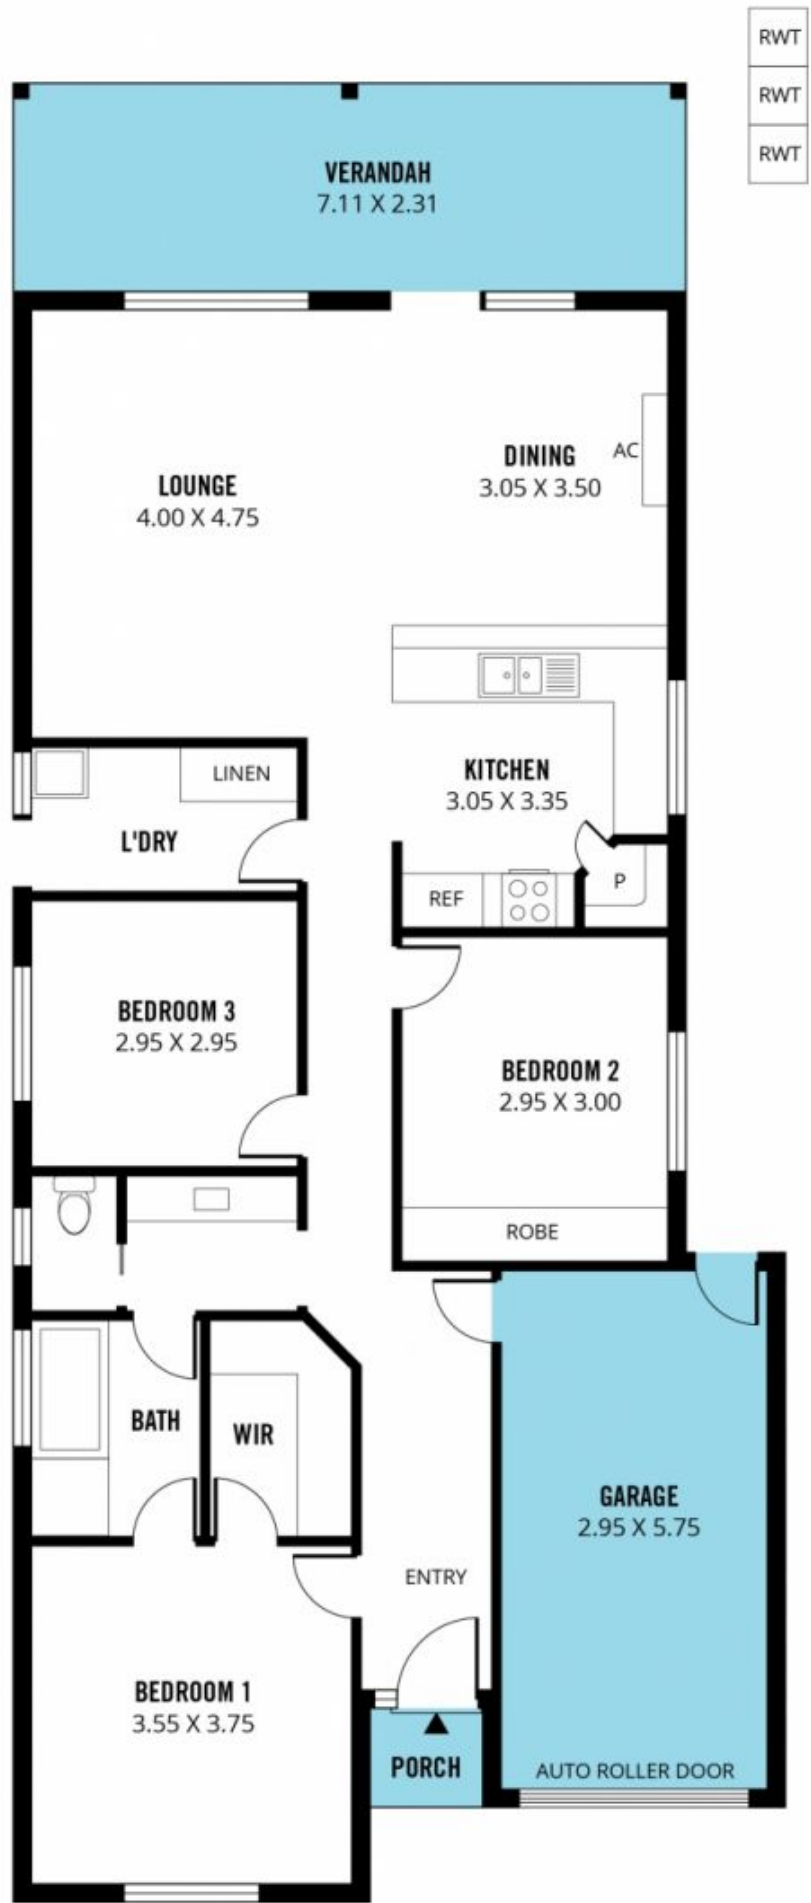 RWT
RWT
RWT
VERANDAH
7.11 X 2.31
LOUNGE
4.00 X 4.75
DINING
3.05 X 3.50
AC
KITCHEN
3.05 X 3.35
LINEN
L'DRY
REF
P
BEDROOM 3
2.95 X 2.95
BEDROOM 2
2.95 X 3.00
ROBE
BATH
WIR
GARAGE
2.95 X 5.75
ENTRY
BEDROOM 1
3.55 X 3.75
PORCH
AUTO ROLLER DOOR